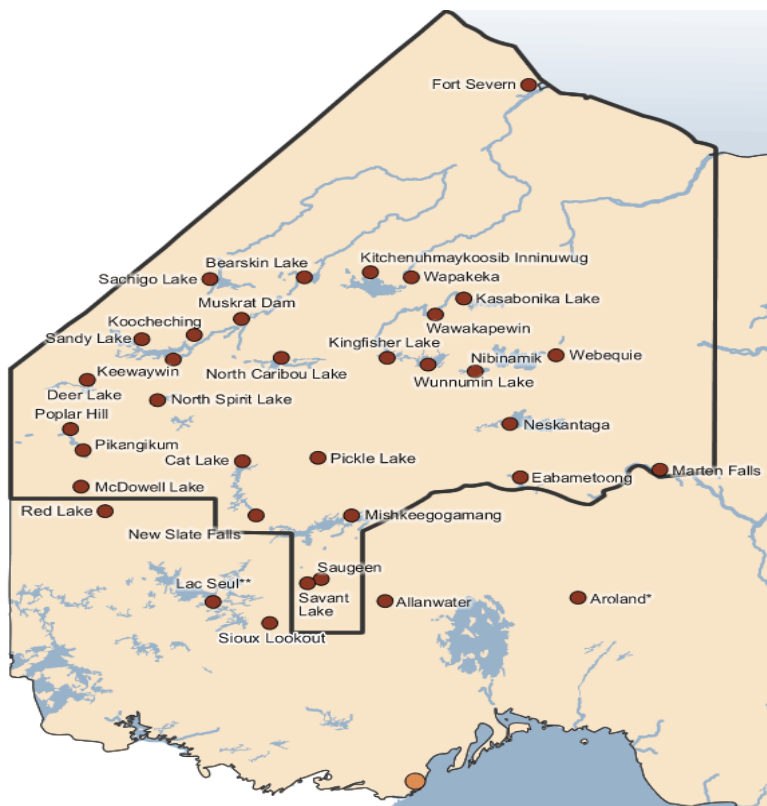 Fort Severn
Kitchenuhmaykoosib Inninuwug
Bearskin Lake
Sachigo Lake
Wapakeka
Kasabonika Lake
Muskrat Dam
Koocheching
Wawakapewin
Sandy Lake
Kingfisher Lake
Nibinamik
Webequie
Keewaywin
North Caribou Lake
Wunnumin Lake
Deer Lake
North Spirit Lake
Poplar Hill
Neskantaga
Pikangikum
Cat Lake
Pickle Lake
Marten Falls
Eabametoong
McDowell Lake
Red Lake
Mishkeegogamang
New Slate Falls
Saugeen
Lac Seul**
Savant
Lake
Allanwater
Aroland*
Sioux Lookout